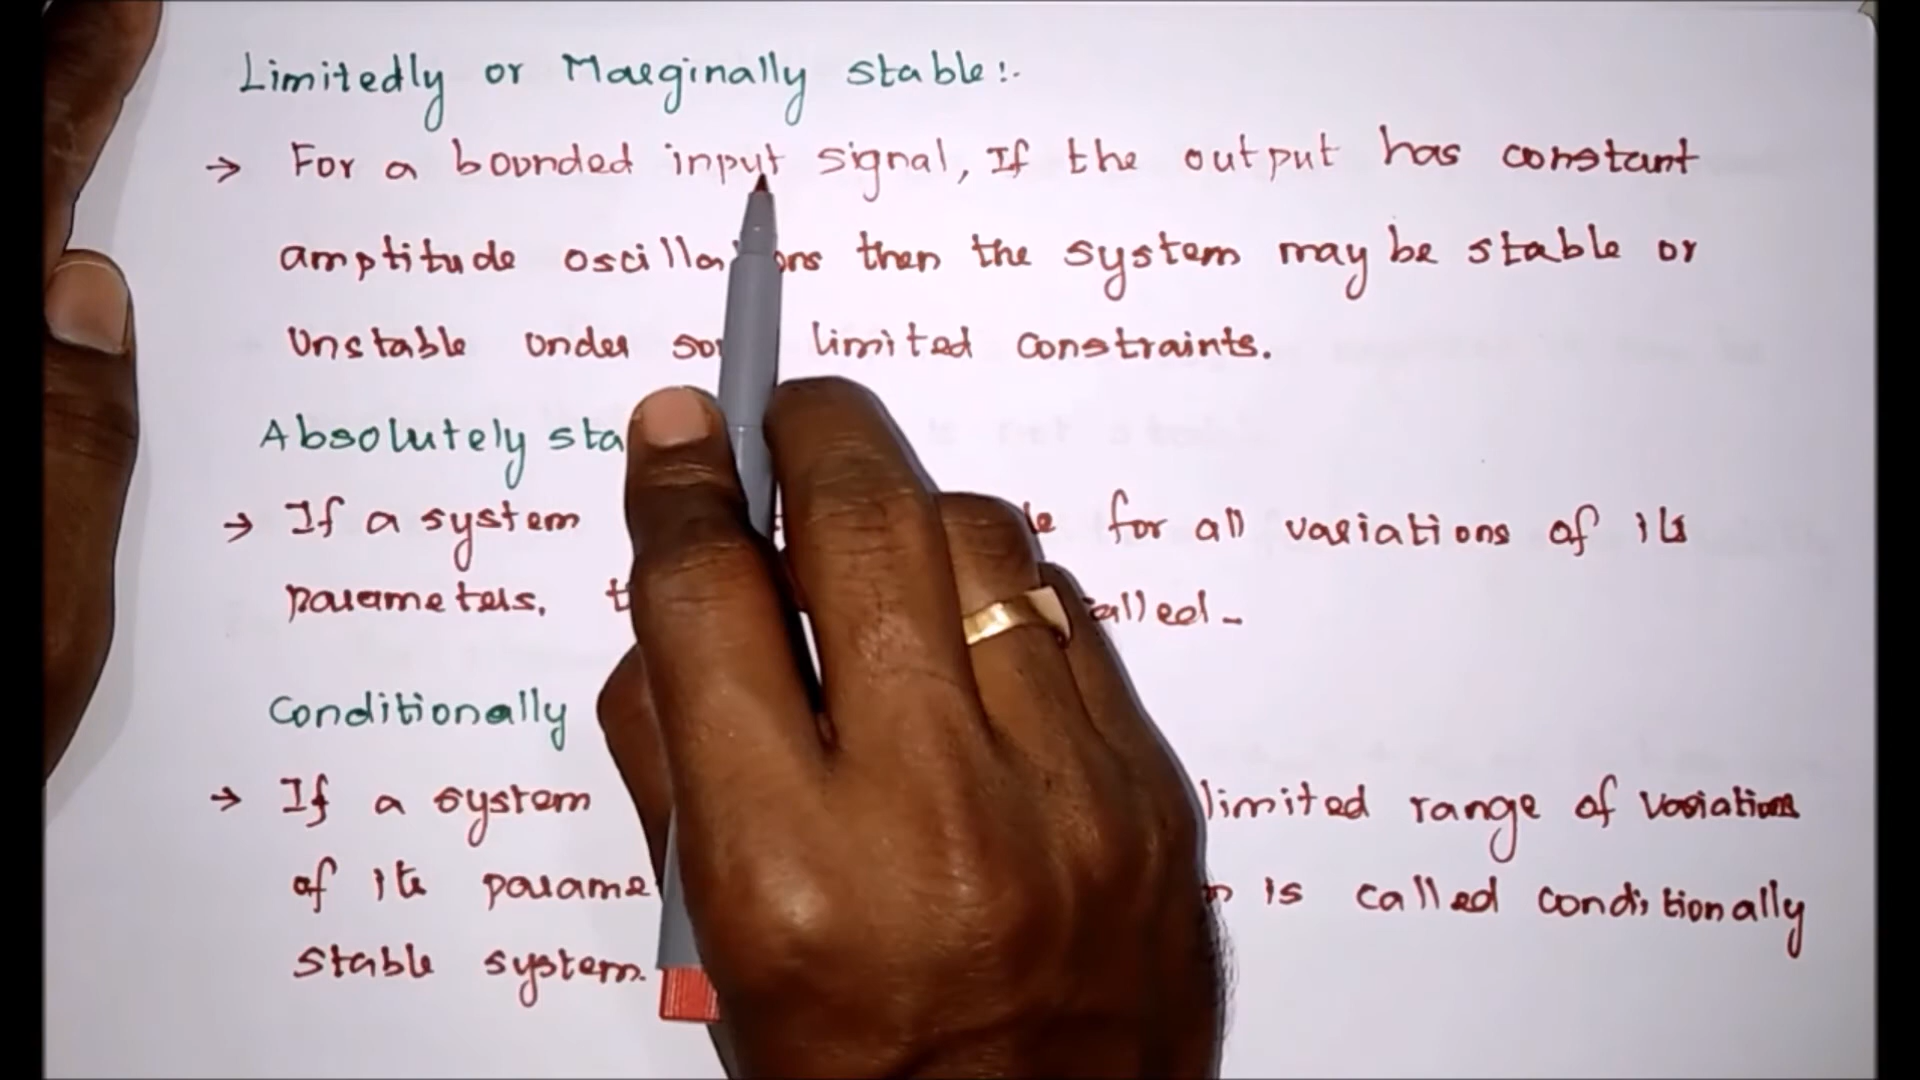 Limitedly or Marginally stable:-
→ For a bounded input signal, If the output has constant
amptitude oscillations then the system may be stable or
Unstable under limited constraints.
Absolutely
→ If a system for all variations of its
parameters.
Conditionally
→ If a system limited range of variations
of its is called conditionally
stable system.